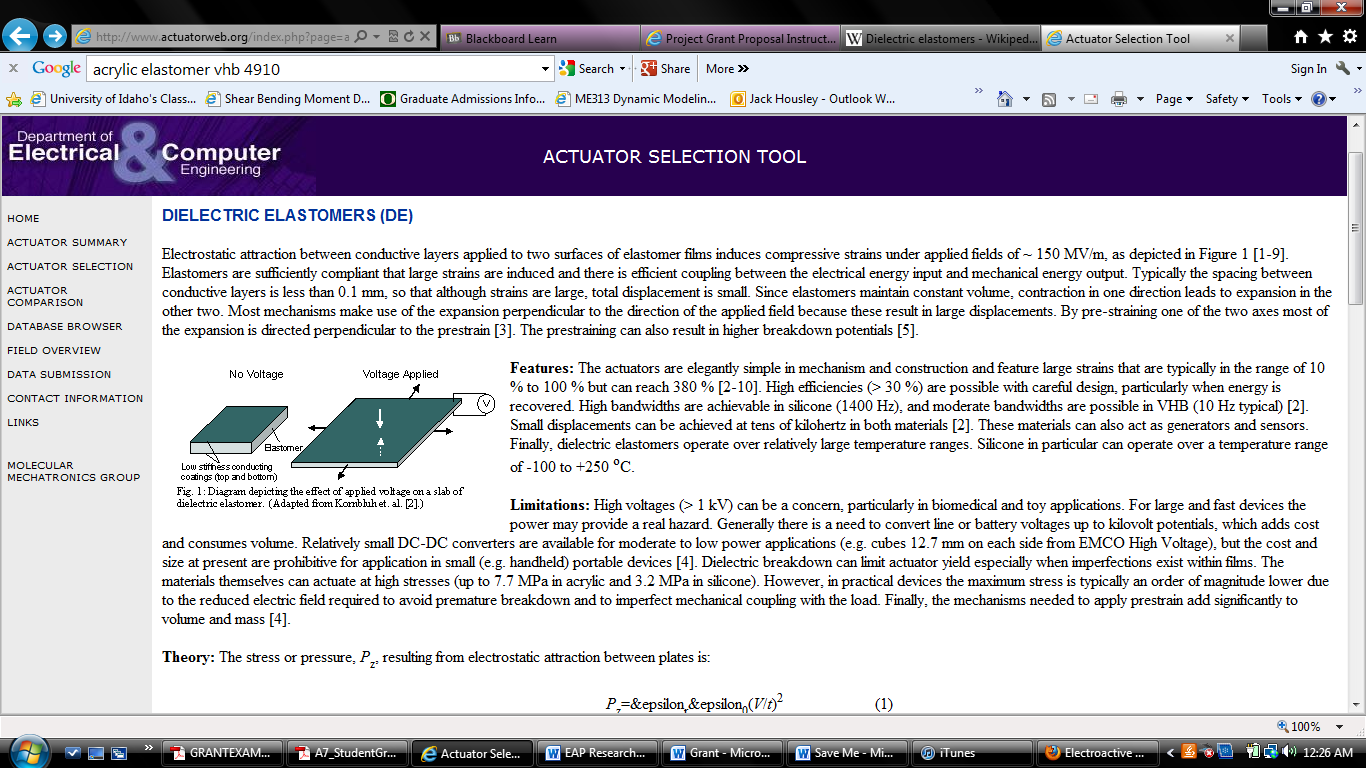 http://www.actuatorweb.org/index.php?page=a
Blackboard Learn
Project Grant Proposal Instruct...
Dielectric elastomers - Wikiped...
Actuator Selection Tool
x Google acrylic elastomer vhb 4910 Search Share More » Sign In
University of Idaho's Class... Shear Bending Moment D... Graduate Admissions Info... ME313 Dynamic Modelin... Jack Housley - Outlook W... » Page Safety Tools »
Department of
Electrical & Computer
Engineering
ACTUATOR SELECTION TOOL
HOME
ACTUATOR SUMMARY
ACTUATOR SELECTION
ACTUATOR
COMPARISON
DATABASE BROWSER
FIELD OVERVIEW
DATA SUBMISSION
CONTACT INFORMATION
LINKS
MOLECULAR
MECHATRONICS GROUP
DIELECTRIC ELASTOMERS (DE)
Electrostatic attraction between conductive layers applied to two surfaces of elastomer films induces compressive strains under applied fields of ~ 150 MV/m, as depicted in Figure 1 [1-9].
Elastomers are sufficiently compliant that large strains are induced and there is efficient coupling between the electrical energy input and mechanical energy output. Typically the spacing between
conductive layers is less than 0.1 mm, so that although strains are large, total displacement is small. Since elastomers maintain constant volume, contraction in one direction leads to expansion in the
other two. Most mechanisms make use of the expansion perpendicular to the direction of the applied field because these result in large displacements. By pre-straining one of the two axes most of
the expansion is directed perpendicular to the prestrain [3]. The prestraining can also result in higher breakdown potentials [5].
No Voltage
Voltage Applied
V
Elastomer
Low stiffness conducting
coatings (top and bottom)
Fig. 1: Diagram depicting the effect of applied voltage on a slab of
dielectric elastomer. (Adapted from Kornbluh et. al. [2].)
Features: The actuators are elegantly simple in mechanism and construction and feature large strains that are typically in the range of 10
% to 100 % but can reach 380 % [2-10]. High efficiencies (> 30 %) are possible with careful design, particularly when energy is
recovered. High bandwidths are achievable in silicone (1400 Hz), and moderate bandwidths are possible in VHB (10 Hz typical) [2].
Small displacements can be achieved at tens of kilohertz in both materials [2]. These materials can also act as generators and sensors.
Finally, dielectric elastomers operate over relatively large temperature ranges. Silicone in particular can operate over a temperature range
of -100 to +250 °C.
Limitations: High voltages (> 1 kV) can be a concern, particularly in biomedical and toy applications. For large and fast devices the
power may provide a real hazard. Generally there is a need to convert line or battery voltages up to kilovolt potentials, which adds cost
and consumes volume. Relatively small DC-DC converters are available for moderate to low power applications (e.g. cubes 12.7 mm on each side from EMCO High Voltage), but the cost and
size at present are prohibitive for application in small (e.g. handheld) portable devices [4]. Dielectric breakdown can limit actuator yield especially when imperfections exist within films. The
materials themselves can actuate at high stresses (up to 7.7 MPa in acrylic and 3.2 MPa in silicone). However, in practical devices the maximum stress is typically an order of magnitude lower due
to the reduced electric field required to avoid premature breakdown and to imperfect mechanical coupling with the load. Finally, the mechanisms needed to apply prestrain add significantly to
volume and mass [4].
Theory: The stress or pressure, Pz, resulting from electrostatic attraction between plates is:
Pz=&epsilonr&epsilon0(V/t)2 (1)
100%
» GRANTEXAM... A7_StudentGr... Actuator Sele... EAP Research... Grant - Micro... Save Me - Mi... iTunes Electroactive ... 12:26 AM